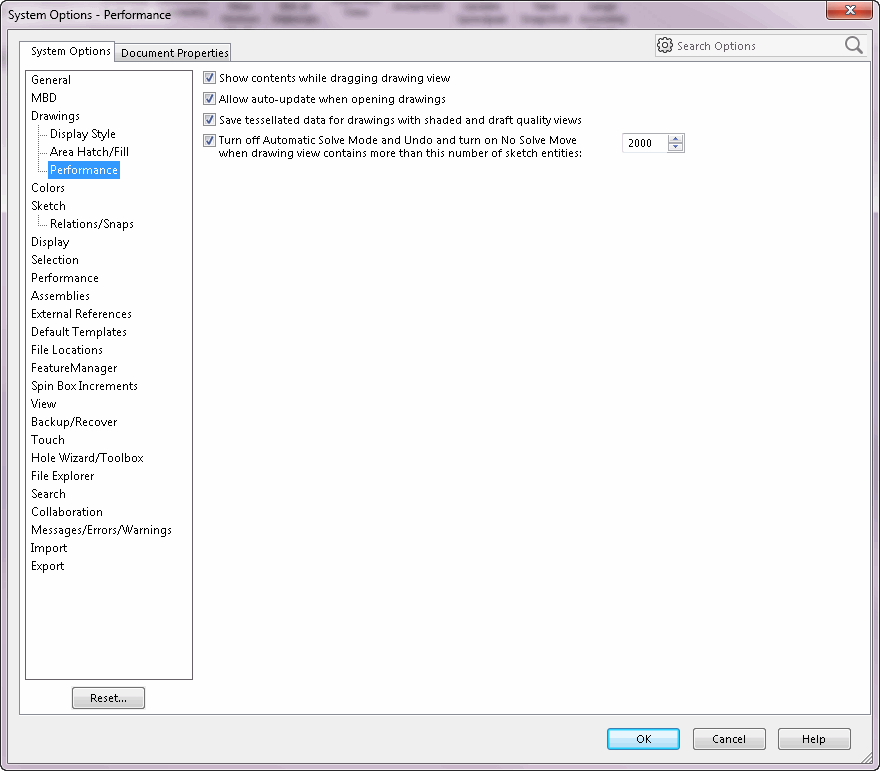 System Options - Performance
System Options
Document Properties
Search Options
General
MBD
Drawings
Display Style
Area Hatch/Fill
Performance
Colors
Sketch
Relations/Snaps
Display
Selection
Performance
Assemblies
External References
Default Templates
File Locations
FeatureManager
Spin Box Increments
View
Backup/Recover
Touch
Hole Wizard/Toolbox
File Explorer
Search
Collaboration
Messages/Errors/Warnings
Import
Export
Reset...
Show contents while dragging drawing view
Allow auto-update when opening drawings
Save tessellated data for drawings with shaded and draft quality views
Turn off Automatic Solve Mode and Undo and turn on No Solve Move
when drawing view contains more than this number of sketch entities:
2000
OK
Cancel
Help